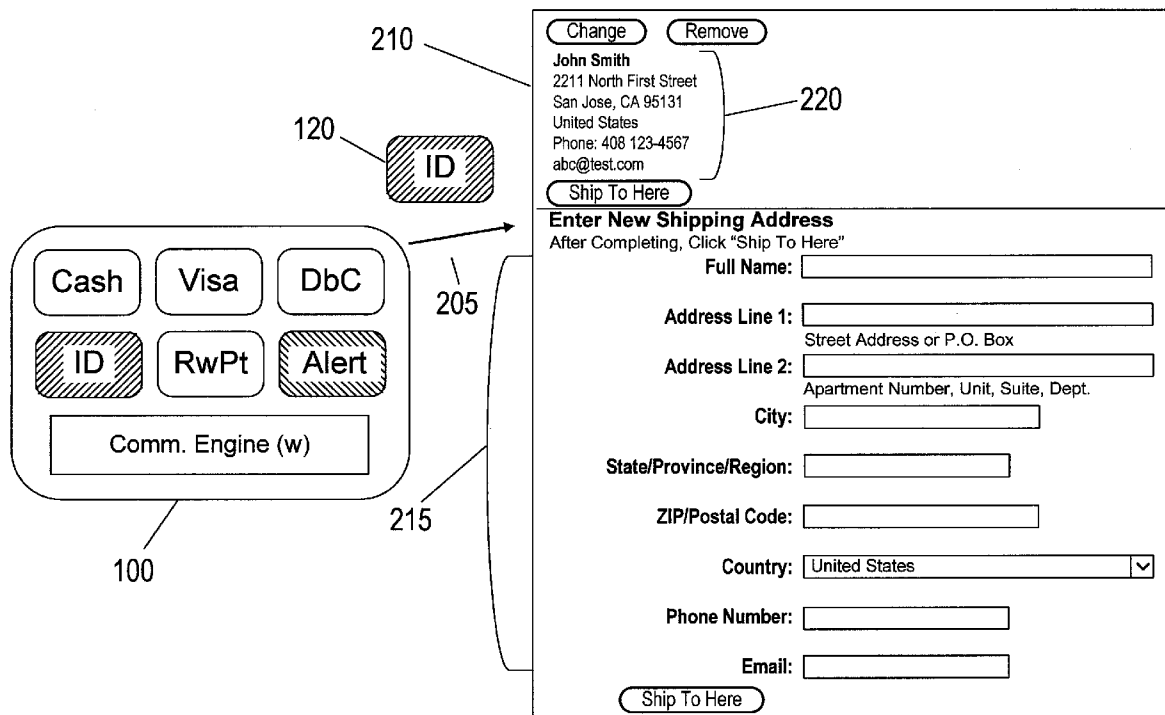 210
Change Remove
John Smith
2211 North First Street
San Jose, CA 95131
United States
Phone: 408 123-4567
abc@test.com
220
Ship To Here
120
ID
Cash Visa DbC
ID RwPt Alert
Comm. Engine (w)
100
205
215
Enter New Shipping Address
After Completing, Click “Ship To Here”
Full Name:
Address Line 1:
Street Address or P.O. Box
Address Line 2:
Apartment Number, Unit, Suite, Dept.
City:
State/Province/Region:
ZIP/Postal Code:
Country: United States
Phone Number:
Email:
Ship To Here